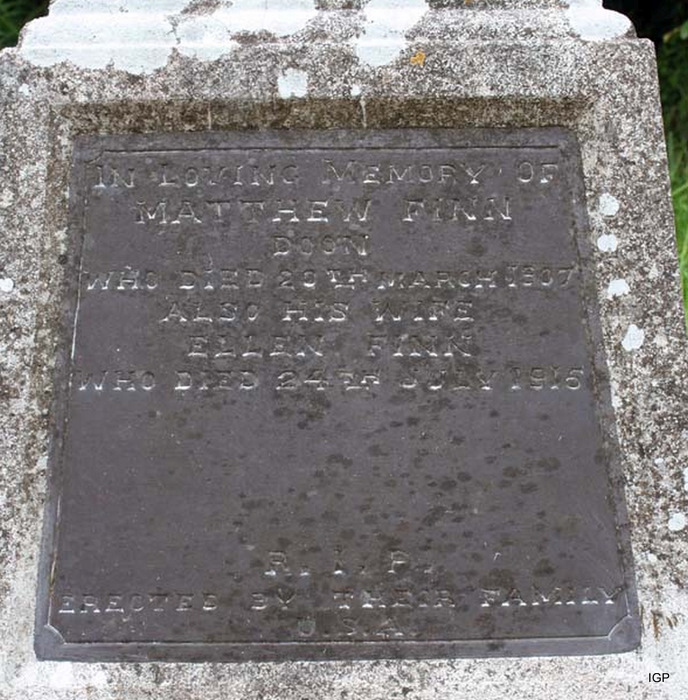 IN LOVING MEMORY OF
MATTHEW FINN
DOON
WHO DIED 20TH MARCH 1907
ALSO HIS WIFE
ELLEN FINN
WHO DIED 24TH JULY 1915
R.I.P.
ERECTED BY THEIR FAMILY
U.S.A.
IGP